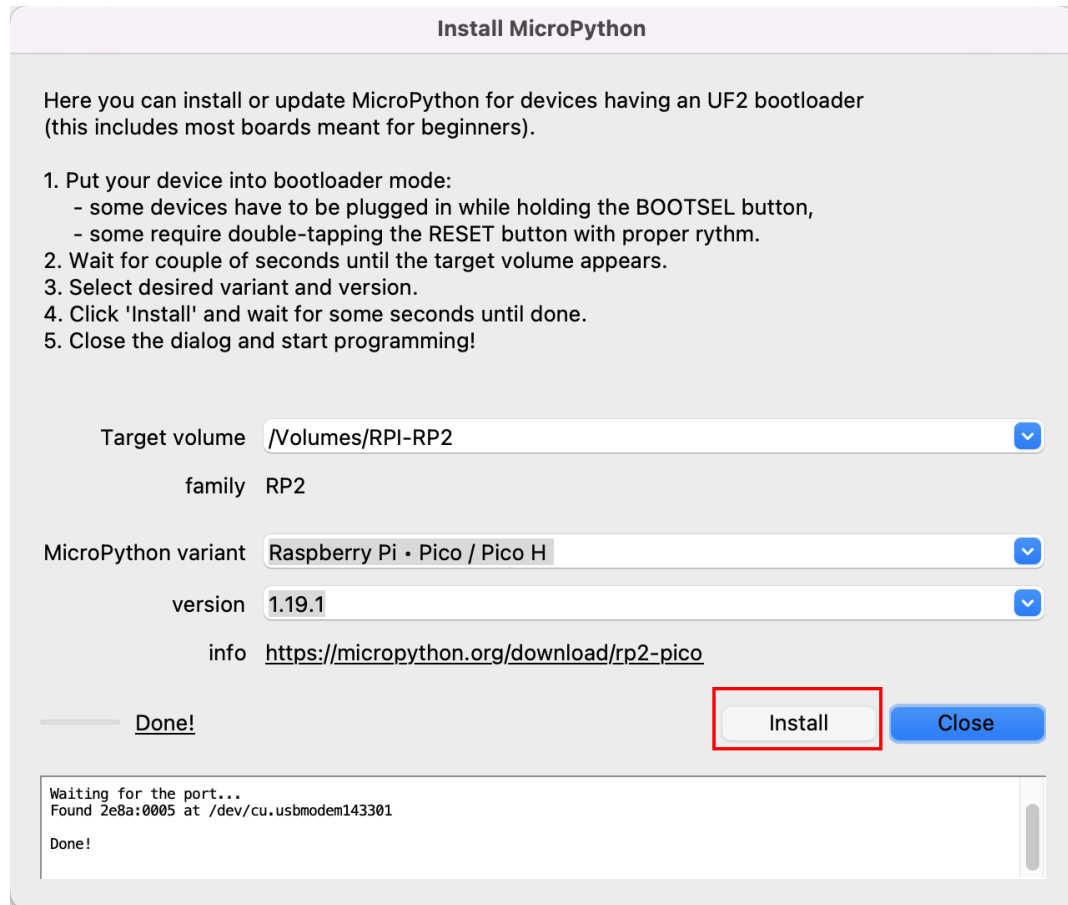 Install MicroPython
Here you can install or update MicroPython for devices having an UF2 bootloader
(this includes most boards meant for beginners).
1. Put your device into bootloader mode:
- some devices have to be plugged in while holding the BOOTSEL button,
- some require double-tapping the RESET button with proper rythm.
2. Wait for couple of seconds until the target volume appears.
3. Select desired variant and version.
4. Click 'Install' and wait for some seconds until done.
5. Close the dialog and start programming!
Target volume /Volumes/RPI-RP2
family RP2
MicroPython variant Raspberry Pi • Pico / Pico H
version 1.19.1
info https://micropython.org/download/rp2-pico
Done! Install Close
Waiting for the port...
Found 2e8a:0005 at /dev/cu.usbmodem143301
Done!